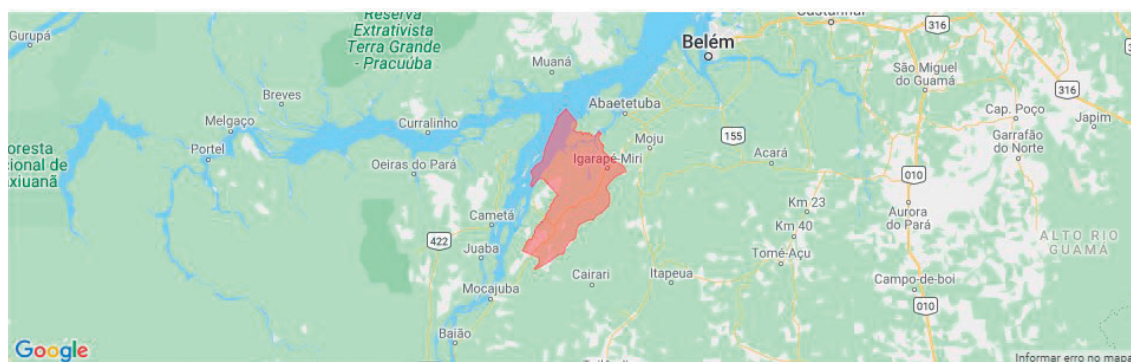 Gurupá
Reserva
Extrativista
Terra Grande
- Pracuúba
Muaná
Belém
Castanhal
316
São Miguel
do Guamá
316
Breves
Melgaço
Portel
Curralinho
Oeiras do Pará
Abaetetuba
Moju
155
Acará
Igarapé-Miri
Cap. Poço
Garrafão
do Norte
Japim
oresta
cional de
xiuanã
010
Cametá
422
Juaba
Mocajuba
Baião
Cairari
Itapeua
Km 23
Km 40
Tomé-Açu
Aurora
do Pará
ALTO RIO
GUAMÁ
Campo-de-boi
010
Google
Informar erro no mapa